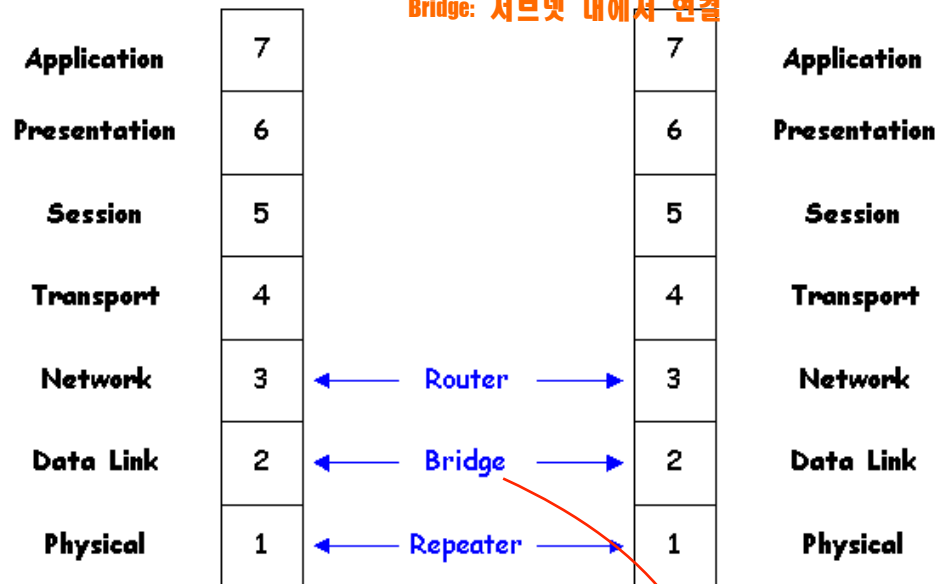 Bridge: 서브넷 내에서 연결
Application 7 7 Application
Presentation 6 6 Presentation
Session 5 5 Session
Transport 4 4 Transport
Network 3 Router 3 Network
Data Link 2 Bridge 2 Data Link
Physical 1 Repeater 1 Physical